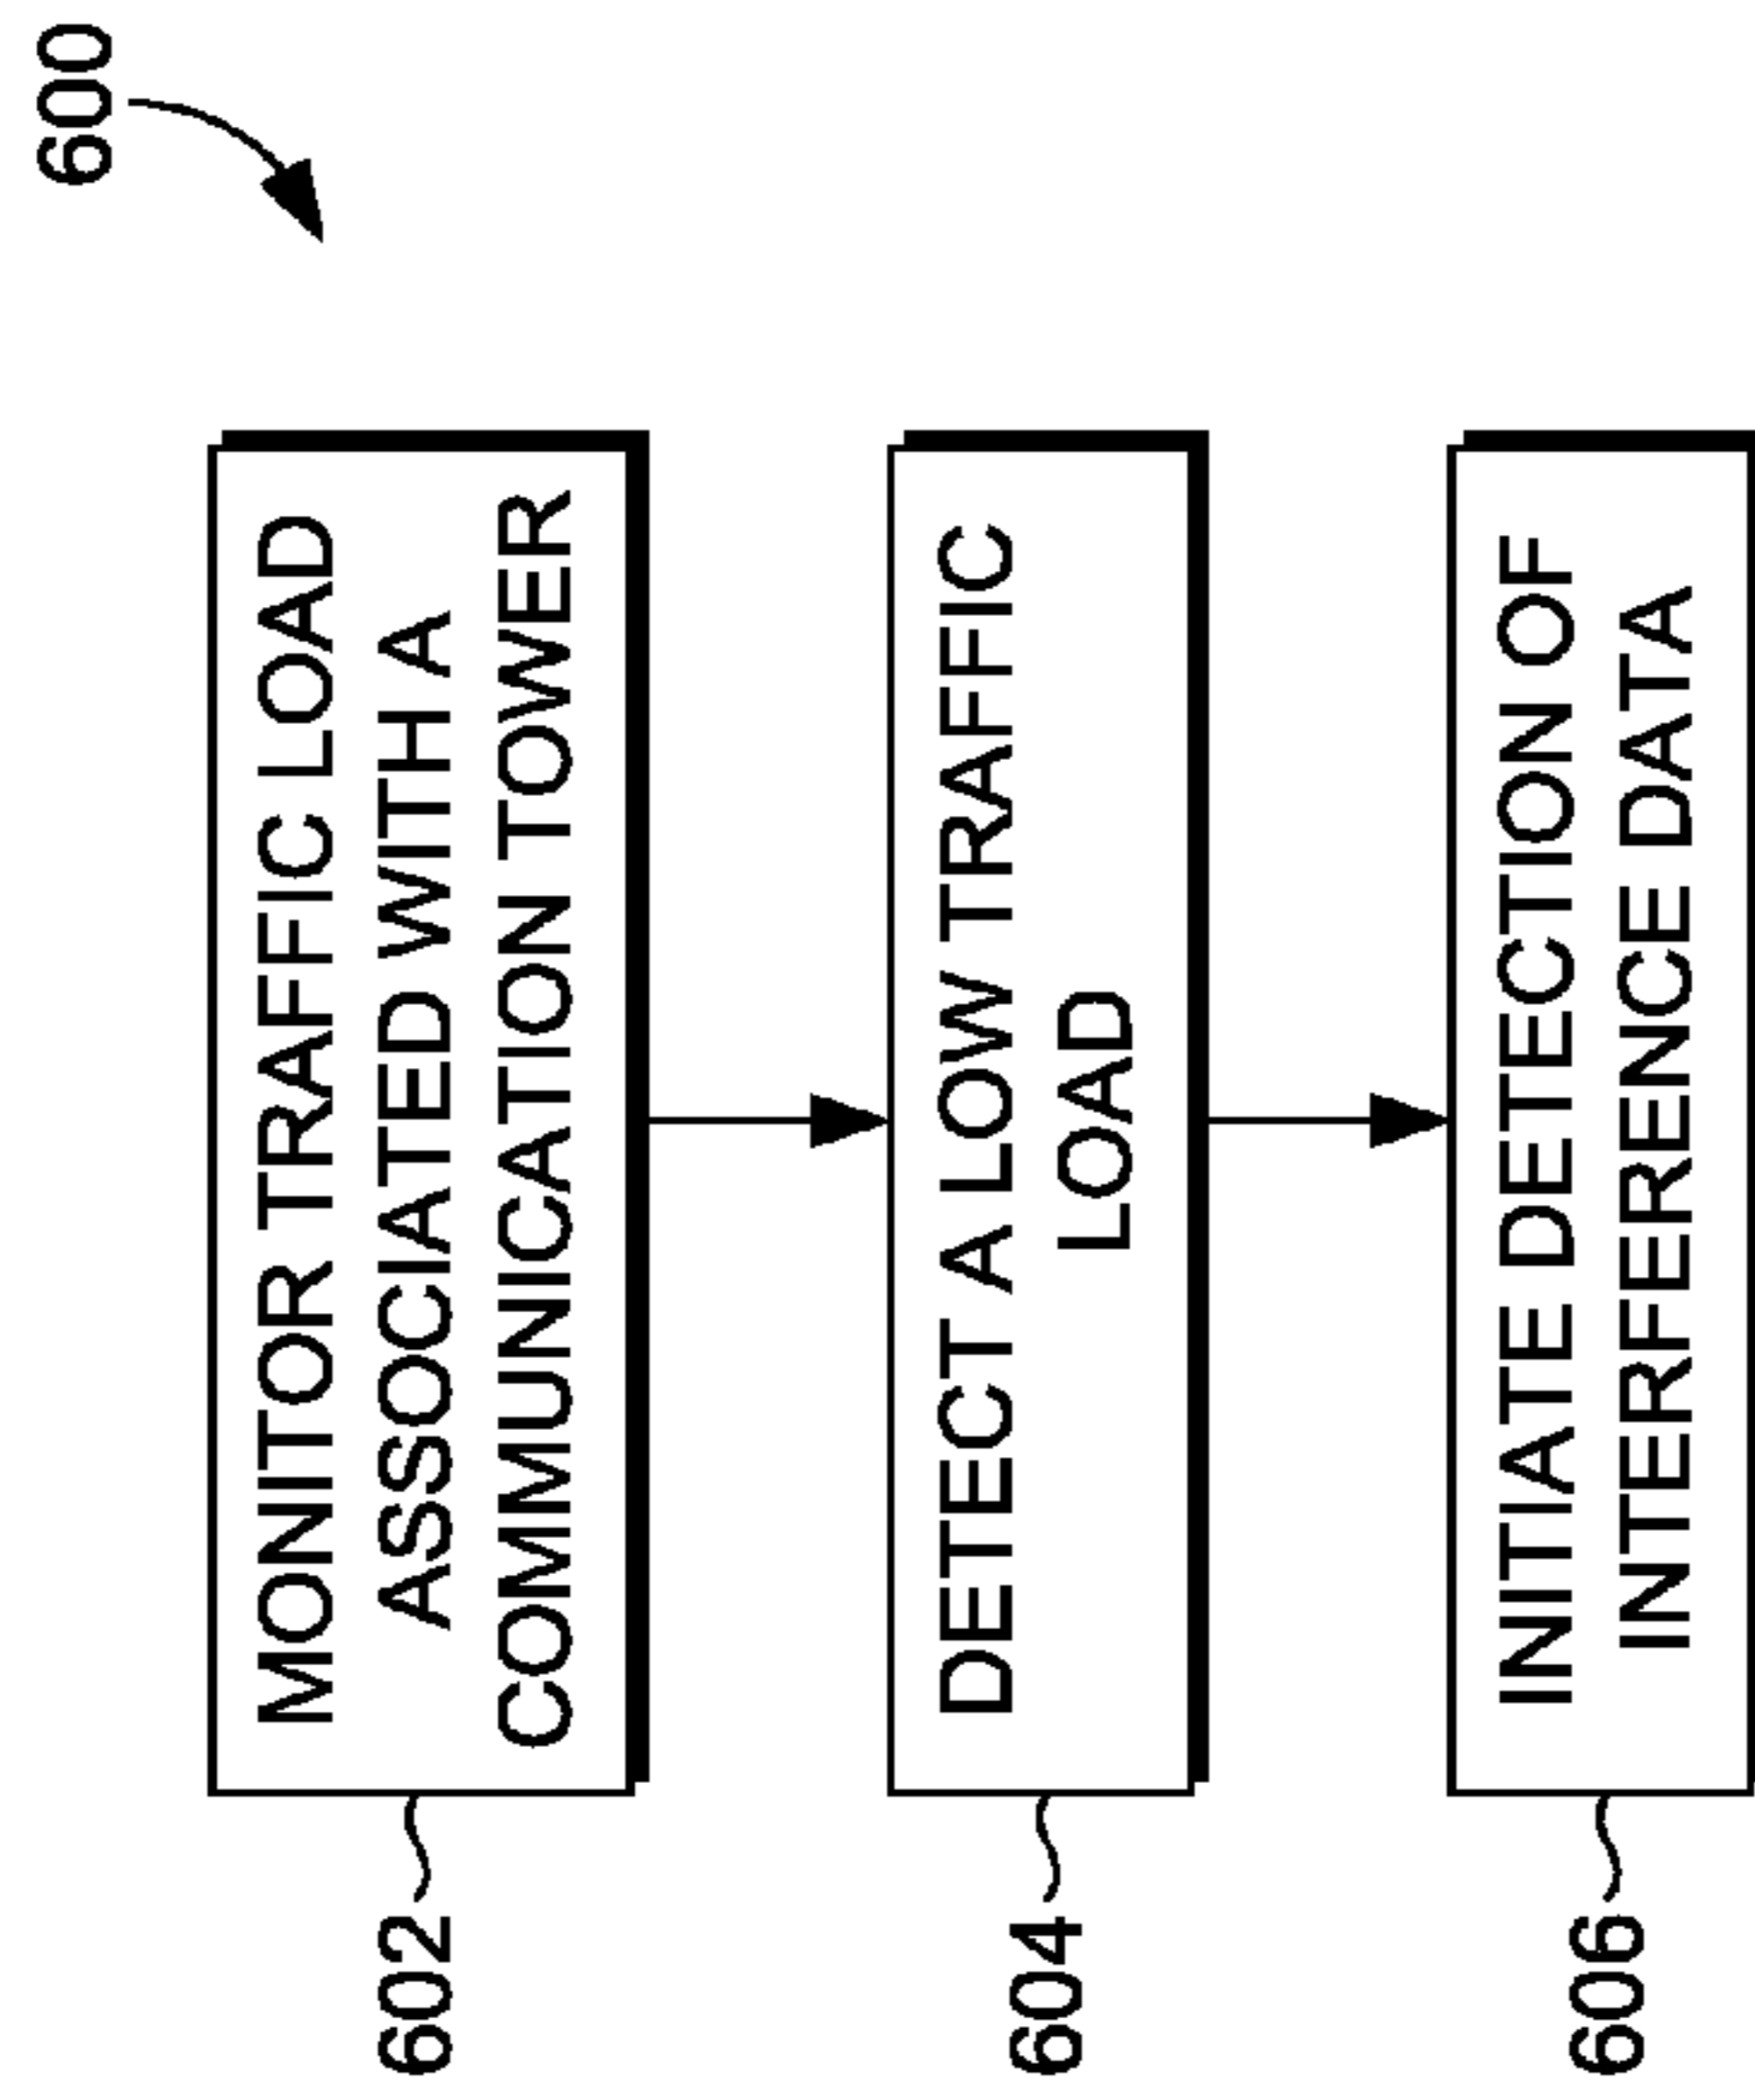 600
602
MONITOR TRAFFIC LOAD
ASSOCIATED WITH A
COMMUNICATION TOWER
604
DETECT A LOW TRAFFIC
LOAD
606
INITIATE DETECTION OF
INTERFERENCE DATA